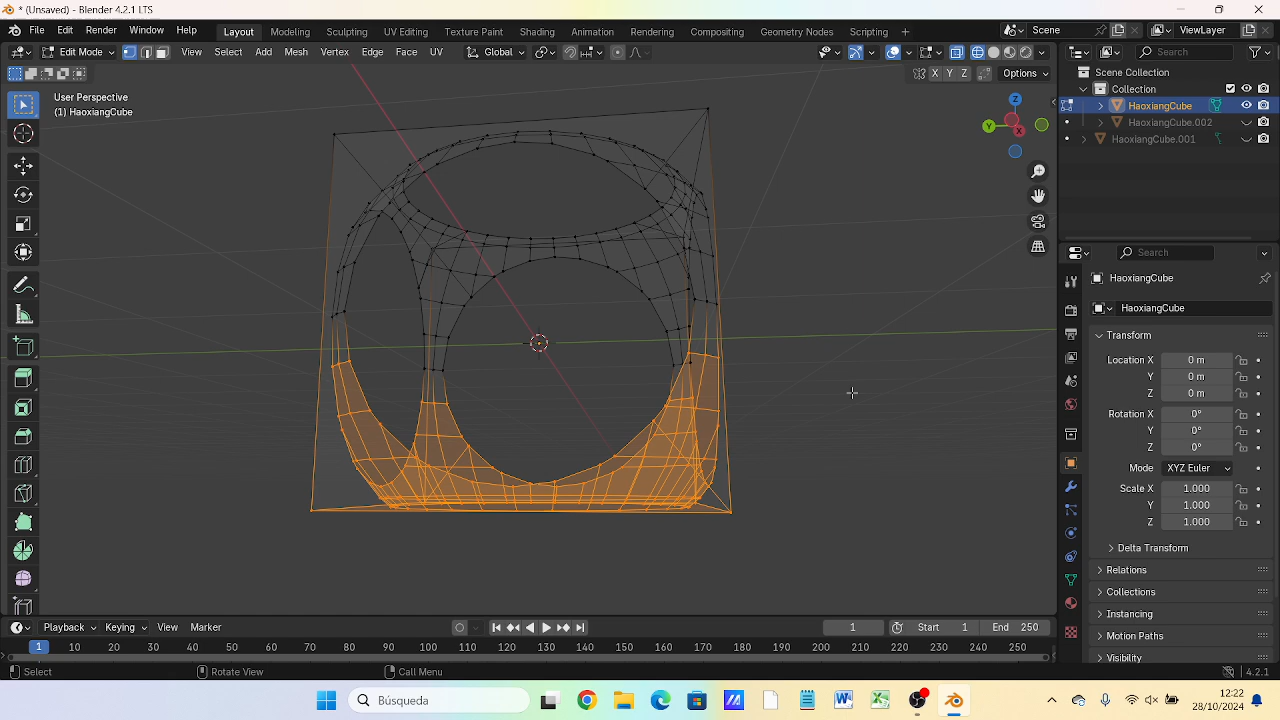 * (Unsaved) - Blender 4.2.1 LTS
File Edit Render Window Help Layout Modeling Sculpting UV Editing Texture Paint Shading Animation Rendering Compositing Geometry Nodes Scripting Scene ViewLayer
Edit Mode View Select Add Mesh Vertex Edge Face UV Global Search
X Y Z Options
User Perspective
(1) HaoxiangCube
Z
Y
X
Scene Collection
Collection
HaoxiangCube
HaoxiangCube.002
HaoxiangCube.001
Search
HaoxiangCube
HaoxiangCube
Transform
Location X 0 m
Y 0 m
Z 0 m
Rotation X 0°
Y 0°
Z 0°
Mode XYZ Euler
Scale X 1.000
Y 1.000
Z 1.000
Delta Transform
Relations
Collections
Instancing
Motion Paths
Visibility
Playback Keying View Marker 1 Start 1 End 250
1 10 20 30 40 50 60 70 80 90 100 110 120 130 140 150 160 170 180 190 200 210 220 230 240 250
Select Rotate View Call Menu 4.2.1
Búsqueda
12:22
28/10/2024